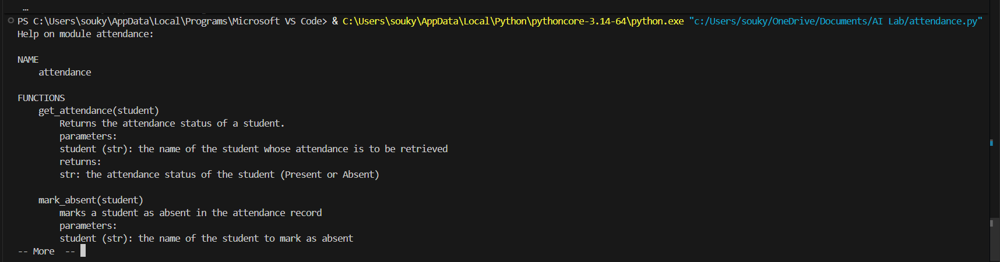 …
PS C:\Users\souky\AppData\Local\Programs\Microsoft VS Code> & C:\Users\souky\AppData\Local\Python\pythoncore-3.14-64\python.exe "c:/Users/souky/OneDrive/Documents/AI Lab/attendance.py"
Help on module attendance:
NAME
attendance
FUNCTIONS
get_attendance(student)
Returns the attendance status of a student.
parameters:
student (str): the name of the student whose attendance is to be retrieved
returns:
str: the attendance status of the student (Present or Absent)
mark_absent(student)
marks a student as absent in the attendance record
parameters:
student (str): the name of the student to mark as absent
-- More  --